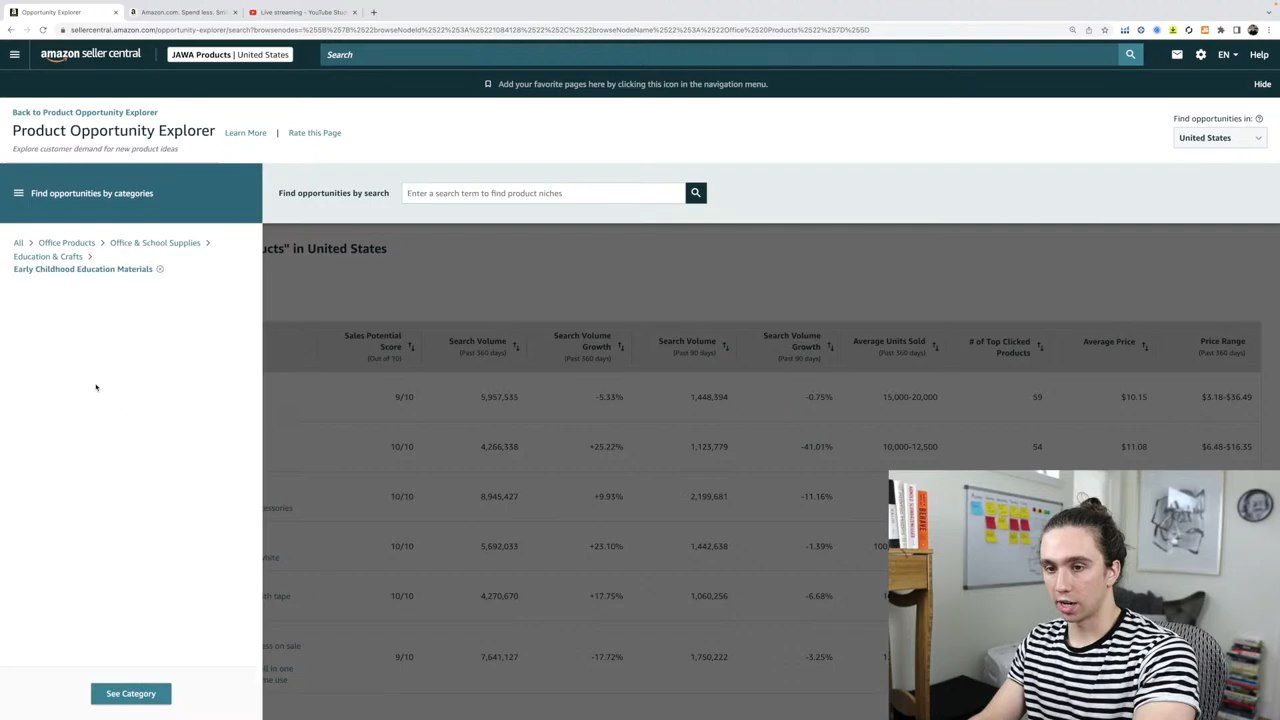 Opportunity Explorer
Amazon.com. Spend less. Smi
Live streaming - YouTube Stud
sellercentral.amazon.com/opportunity-explorer/search?browsenodes=%255B%257B%2522browseNodeId%2522%253A%25221084128%2522%252C%2522browseNodeName%2522%253A%2522Office%2520Products%2522%257D%255D
amazon seller central
JAWA Products | United States
Search
EN
Help
Add your favorite pages here by clicking this icon in the navigation menu.
Hide
Back to Product Opportunity Explorer
Product Opportunity Explorer
Learn More | Rate this Page
Explore customer demand for new product ideas
Find opportunities in:
United States
Find opportunities by categories
Find opportunities by search
Enter a search term to find product niches
All > Office Products > Office & School Supplies >
Education & Crafts >
Early Childhood Education Materials
ucts" in United States
Sales Potential Score (Out of 10)
Search Volume (Past 360 days)
Search Volume Growth (Past 360 days)
Search Volume (Past 90 days)
Search Volume Growth (Past 90 days)
Average Units Sold (Past 360 days)
# of Top Clicked Products
Average Price
Price Range (Past 360 days)
9/10 5,957,535 -5.33% 1,448,394 -0.75% 15,000-20,000 59 $10.15 $3.18-$36.49
10/10 4,266,338 +25.22% 1,123,779 -41.01% 10,000-12,500 54 $11.08 $6.48-$16.35
10/10 8,945,427 +9.93% 2,199,681 -11.16%
essories
10/10 5,692,033 +23.10% 1,442,638 -1.39% 100
white
ith tape 10/10 4,270,670 +17.75% 1,060,256 -6.68%
ess on sale
9/10 7,641,127 -17.72% 1,750,222 -3.25%
ll in one
me use
See Category